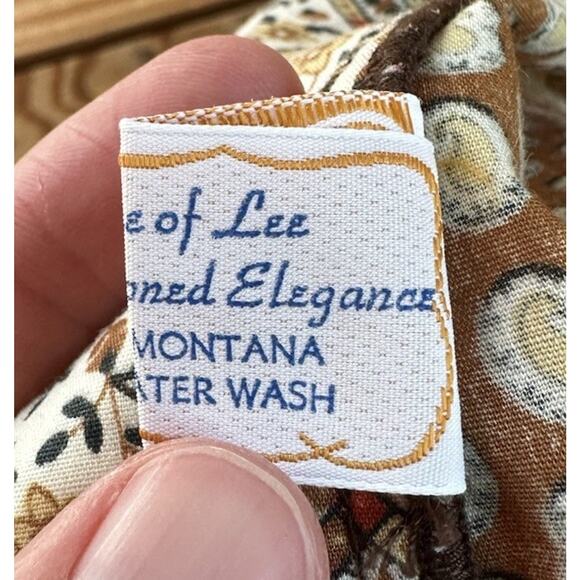 e of Lee
oned Elegance
MONTANA
ATER WASH